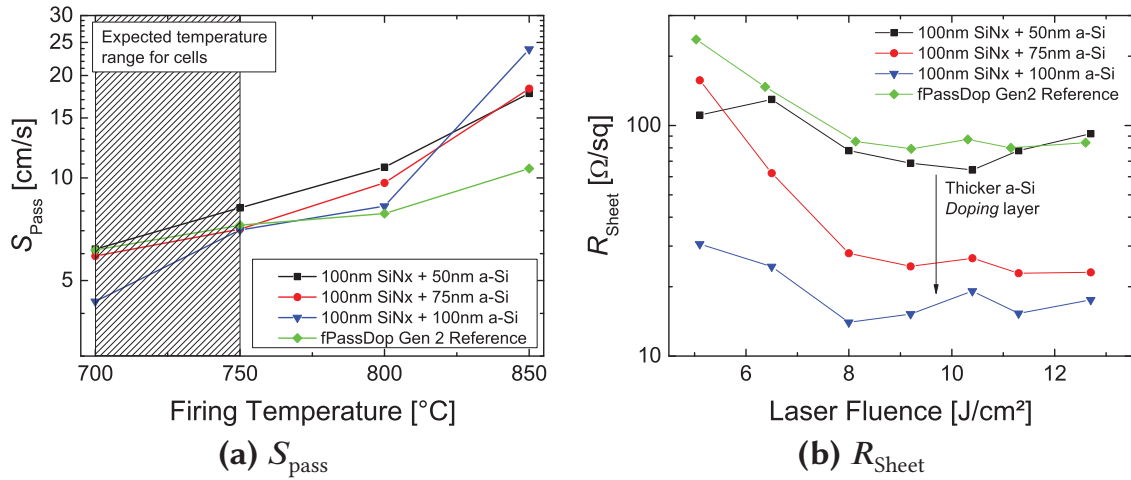 30
25
20
15
10
5
S_Pass [cm/s]
Expected temperature
range for cells
100nm SiNx + 50nm a-Si
100nm SiNx + 75nm a-Si
100nm SiNx + 100nm a-Si
fPassDop Gen 2 Reference
700 750 800 850
Firing Temperature [°C]
(a) S_pass
100
10
R_Sheet [Ω/sq]
100nm SiNx + 50nm a-Si
100nm SiNx + 75nm a-Si
100nm SiNx + 100nm a-Si
fPassDop Gen2 Reference
Thicker a-Si
Doping layer
6 8 10 12
Laser Fluence [J/cm²]
(b) R_Sheet